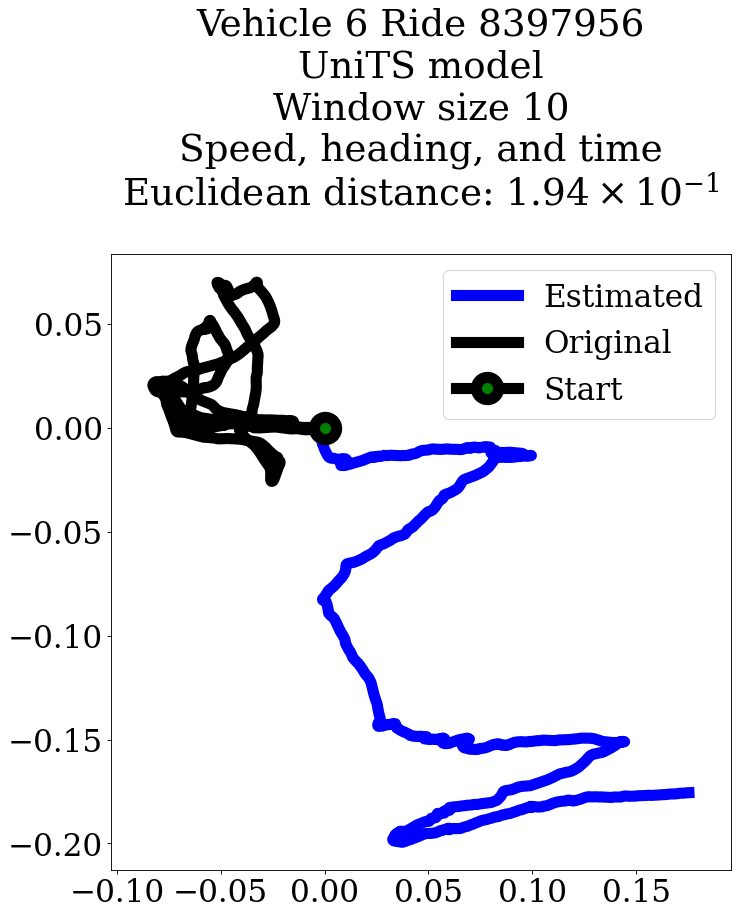 Vehicle 6 Ride 8397956
UniTS model
Window size 10
Speed, heading, and time
Euclidean distance: 1.94 × 10⁻¹
Estimated
Original
Start
0.05
0.00
−0.05
−0.10
−0.15
−0.20
−0.10 −0.05 0.00 0.05 0.10 0.15